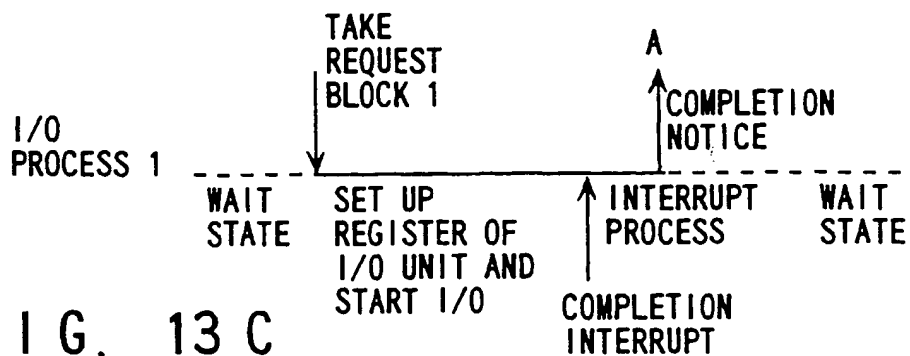 TAKE
REQUEST
BLOCK 1
A
COMPLETION
NOTICE
I/O
PROCESS 1
WAIT
STATE
SET UP
REGISTER OF
I/O UNIT AND
START I/O
INTERRUPT
PROCESS
WAIT
STATE
COMPLETION
INTERRUPT
IG. 13C